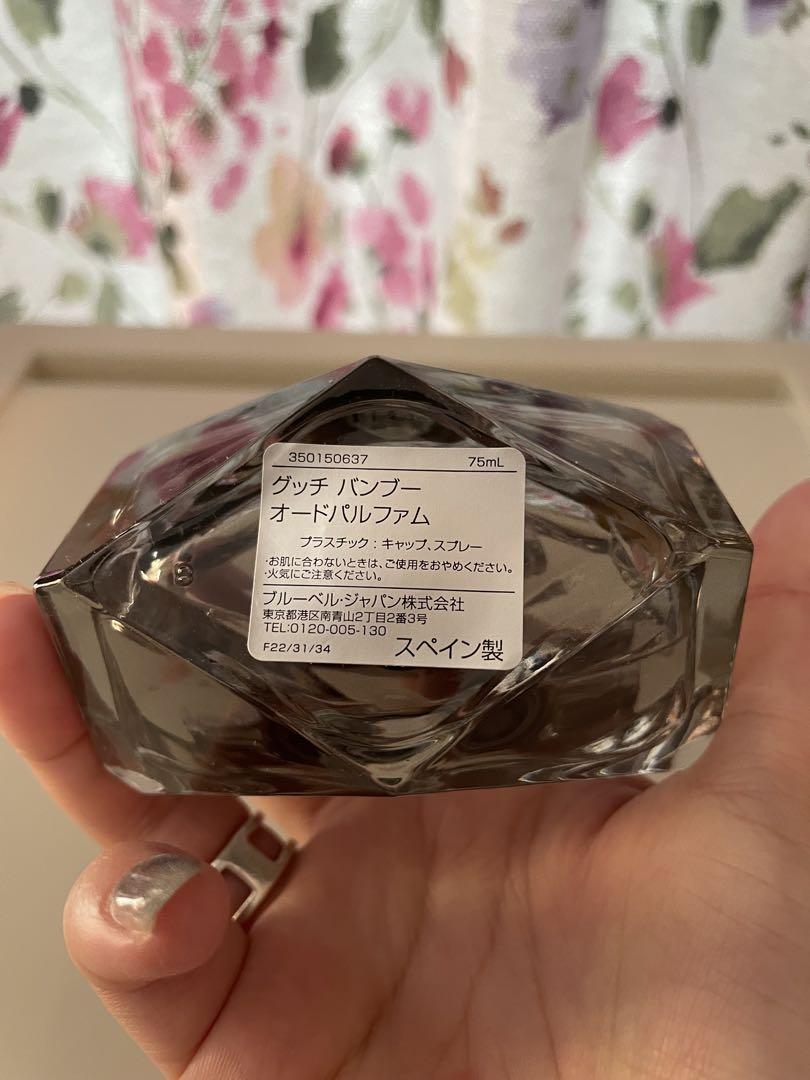 350150637 75mL
グッチ バンブー
オードパルファム
プラスチック：キャップ、スプレー
・お肌に合わないときは、ご使用をおやめください。
・火気にご注意ください。
ブルーベル・ジャパン株式会社
東京都港区南青山2丁目2番3号
TEL:0120-005-130
F22/31/34 スペイン製